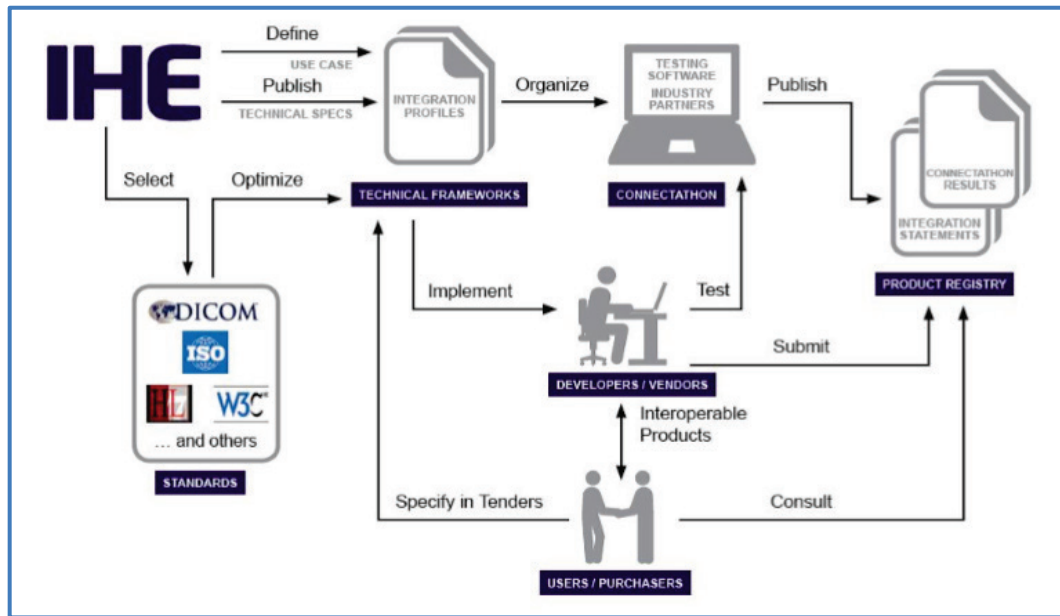 IHE
Define
USE CASE
Publish
TECHNICAL SPECS
INTEGRATION
PROFILES
Organize
TESTING
SOFTWARE
INDUSTRY
PARTNERS
Publish
CONNECTATHON
RESULTS
INTEGRATION
STATEMENTS
Select
Optimize
TECHNICAL FRAMEWORKS
CONNECTATHON
PRODUCT REGISTRY
DICOM
ISO
HL7
W3C®
... and others
STANDARDS
Implement
Test
Submit
DEVELOPERS / VENDORS
Interoperable
Products
Specify in Tenders
Consult
USERS / PURCHASERS